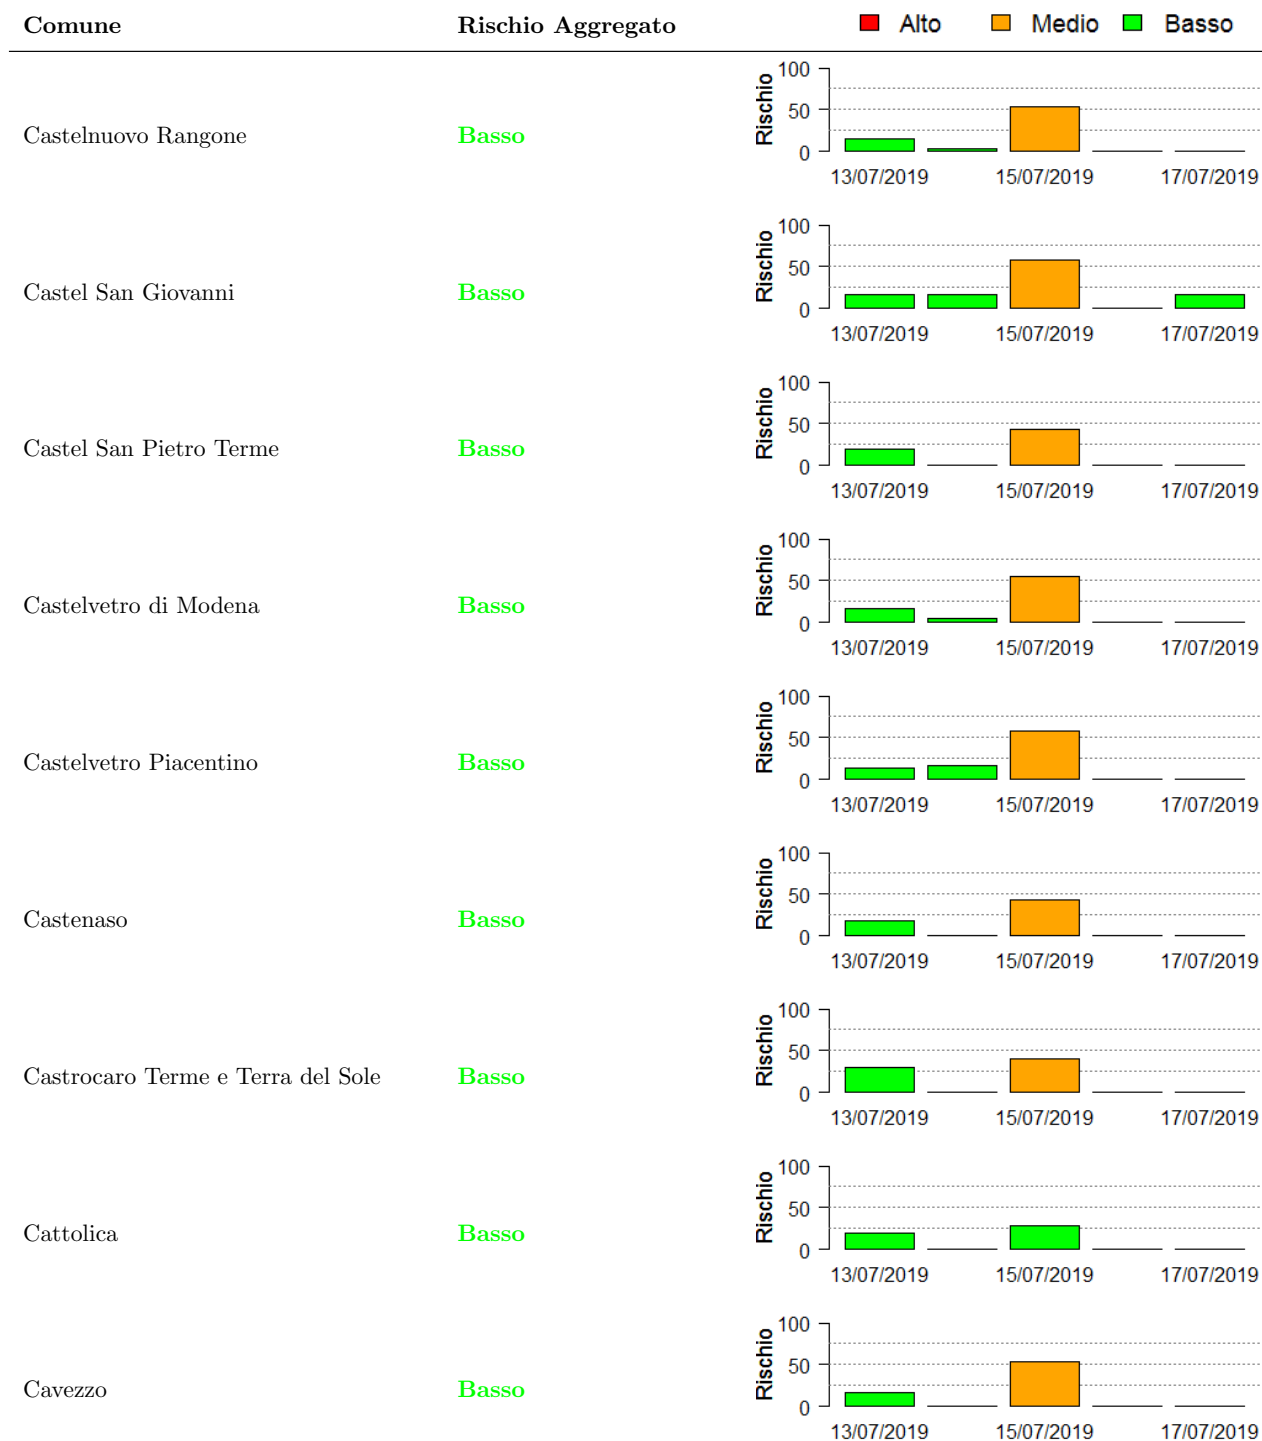 Comune Rischio Aggregato Alto Medio Basso
100
50
0
Rischio
Castelnuovo Rangone Basso
13/07/2019 15/07/2019 17/07/2019
100
50
0
Rischio
Castel San Giovanni Basso
13/07/2019 15/07/2019 17/07/2019
100
50
0
Rischio
Castel San Pietro Terme Basso
13/07/2019 15/07/2019 17/07/2019
100
50
0
Rischio
Castelvetro di Modena Basso
13/07/2019 15/07/2019 17/07/2019
100
50
0
Rischio
Castelvetro Piacentino Basso
13/07/2019 15/07/2019 17/07/2019
100
50
0
Rischio
Castenaso Basso
13/07/2019 15/07/2019 17/07/2019
100
50
0
Rischio
Castrocaro Terme e Terra del Sole Basso
13/07/2019 15/07/2019 17/07/2019
100
50
0
Rischio
Cattolica Basso
13/07/2019 15/07/2019 17/07/2019
100
50
0
Rischio
Cavezzo Basso
13/07/2019 15/07/2019 17/07/2019